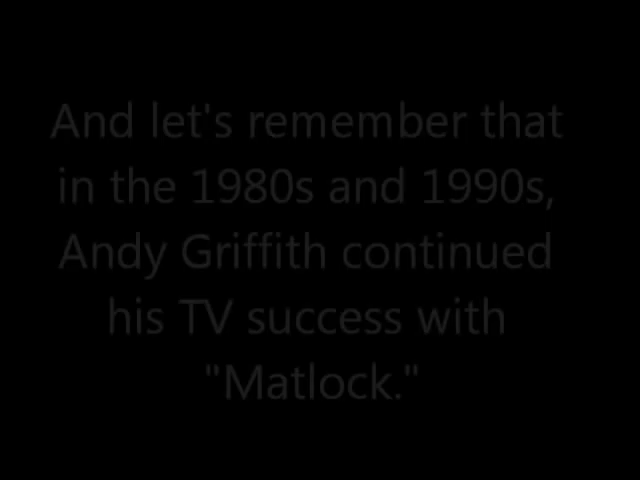 And let's remember that
in the 1980s and 1990s,
Andy Griffith continued
his TV success with
"Matlock."